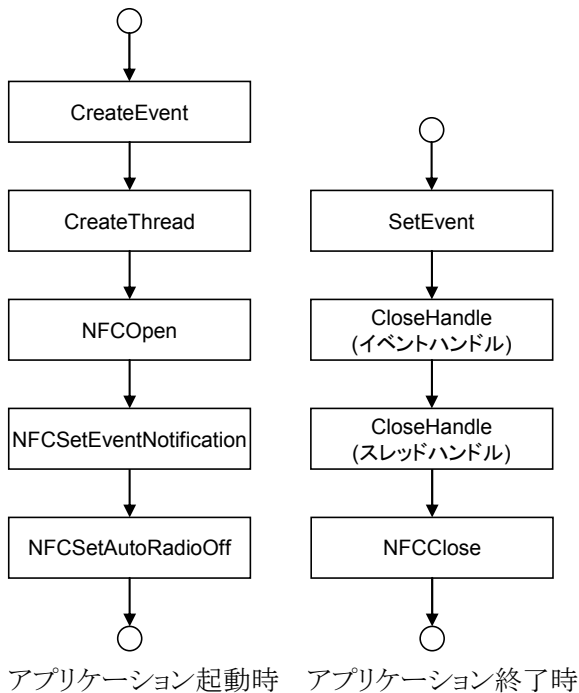 CreateEvent
CreateThread
NFCOpen
NFCSetEventNotification
NFCSetAutoRadioOff
アプリケーション起動時
SetEvent
CloseHandle
(イベントハンドル)
CloseHandle
(スレッドハンドル)
NFCClose
アプリケーション終了時